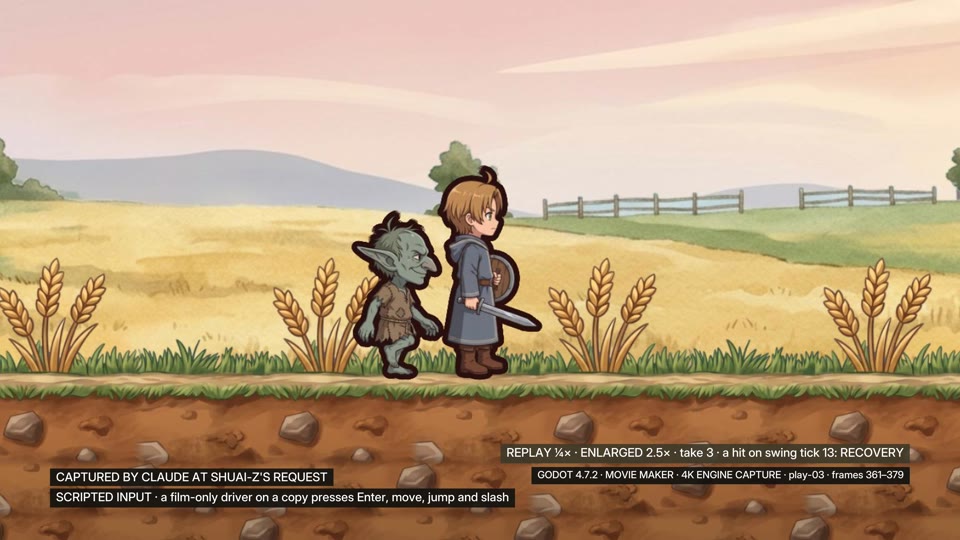 REPLAY ¼× · ENLARGED 2.5× · take 3 · a hit on swing tick 13: RECOVERY
GODOT 4.7.2 · MOVIE MAKER · 4K ENGINE CAPTURE · play-03 · frames 361–379
CAPTURED BY CLAUDE AT SHUAI-Z'S REQUEST
SCRIPTED INPUT · a film-only driver on a copy presses Enter, move, jump and slash